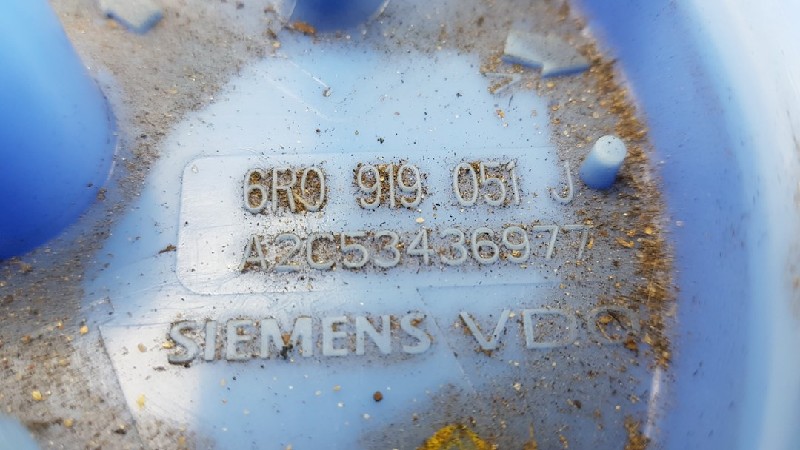 6R0 919 051 J
A2C53436977
SIEMENS VDO